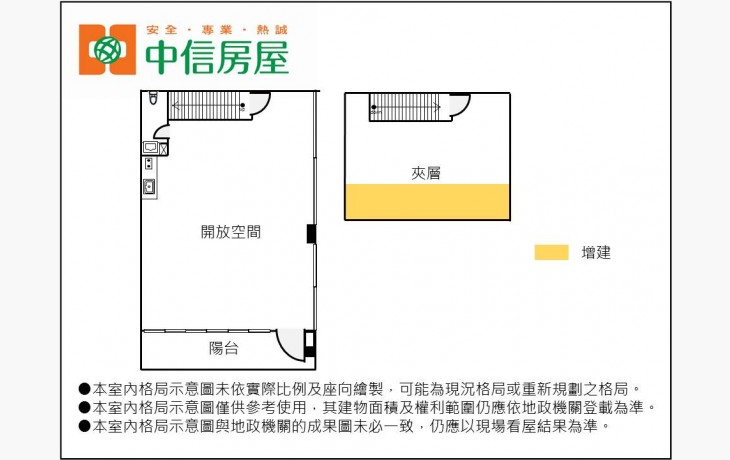 安全・專業・熱誠
中信房屋
夾層
開放空間
增建
陽台
●本室內格局示意圖未依實際比例及座向繪製，可能為現況格局或重新規劃之格局。
●本室內格局示意圖僅供參考使用，其建物面積及權利範圍仍應依地政機關登載為準。
●本室內格局示意圖與地政機關的成果圖未必一致，仍應以現場看屋結果為準。